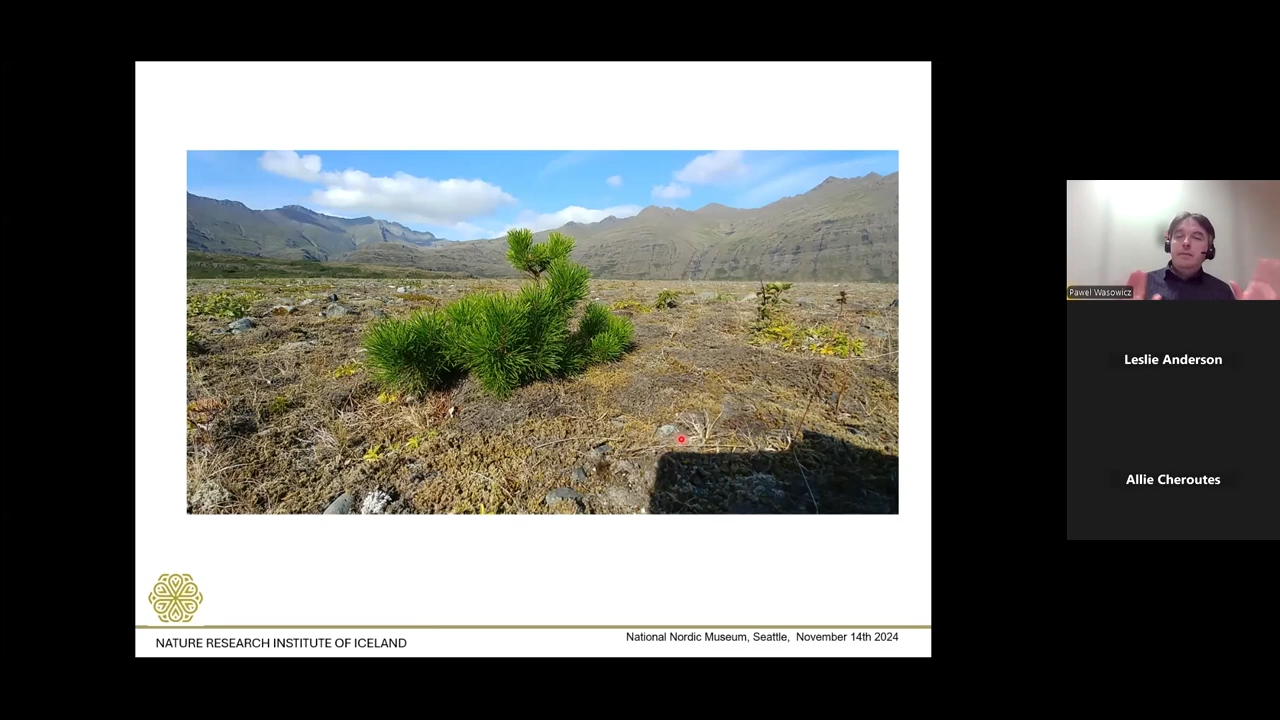 Pawel Wasowicz
Leslie Anderson
Allie Cheroutes
NATURE RESEARCH INSTITUTE OF ICELAND
National Nordic Museum, Seattle, November 14th 2024